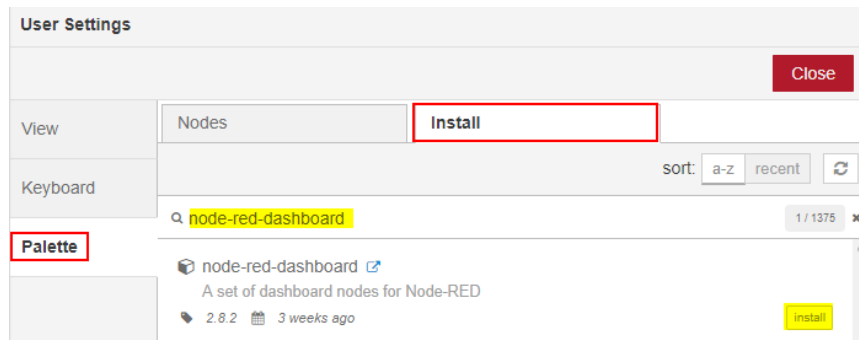 User Settings
Close
View
Keyboard
Palette
Nodes
Install
sort: a-z recent
node-red-dashboard
1 / 1375
node-red-dashboard
A set of dashboard nodes for Node-RED
2.8.2 3 weeks ago
install